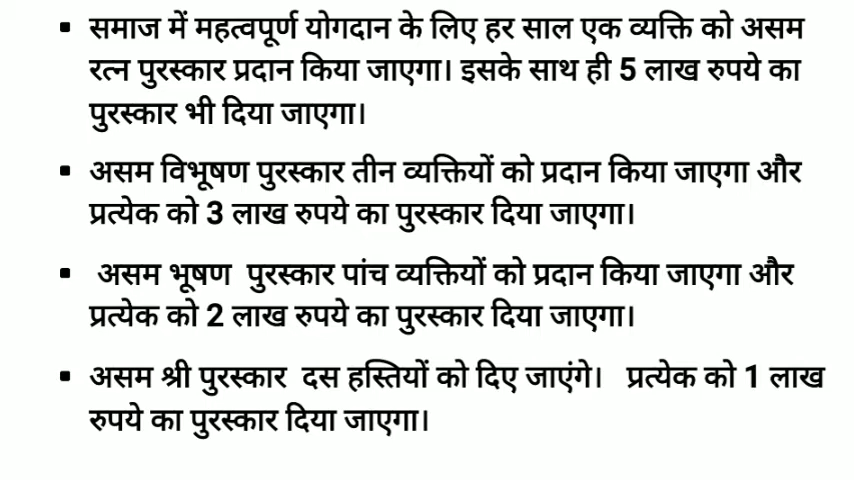 ▪ समाज में महत्वपूर्ण योगदान के लिए हर साल एक व्यक्ति को असम
रत्न पुरस्कार प्रदान किया जाएगा। इसके साथ ही 5 लाख रुपये का
पुरस्कार भी दिया जाएगा।
▪ असम विभूषण पुरस्कार तीन व्यक्तियों को प्रदान किया जाएगा और
प्रत्येक को 3 लाख रुपये का पुरस्कार दिया जाएगा।
▪ असम भूषण पुरस्कार पांच व्यक्तियों को प्रदान किया जाएगा और
प्रत्येक को 2 लाख रुपये का पुरस्कार दिया जाएगा।
▪ असम श्री पुरस्कार दस हस्तियों को दिए जाएंगे। प्रत्येक को 1 लाख
रुपये का पुरस्कार दिया जाएगा।